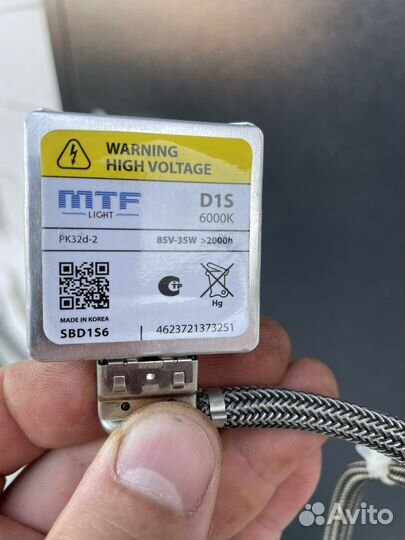 WARNING
HIGH VOLTAGE
MTF
LIGHT
D1S
6000K
PK32d-2
85V-35W >2000h
TP
Hg
MADE IN KOREA
SBD1S6
4623721373251
Avito